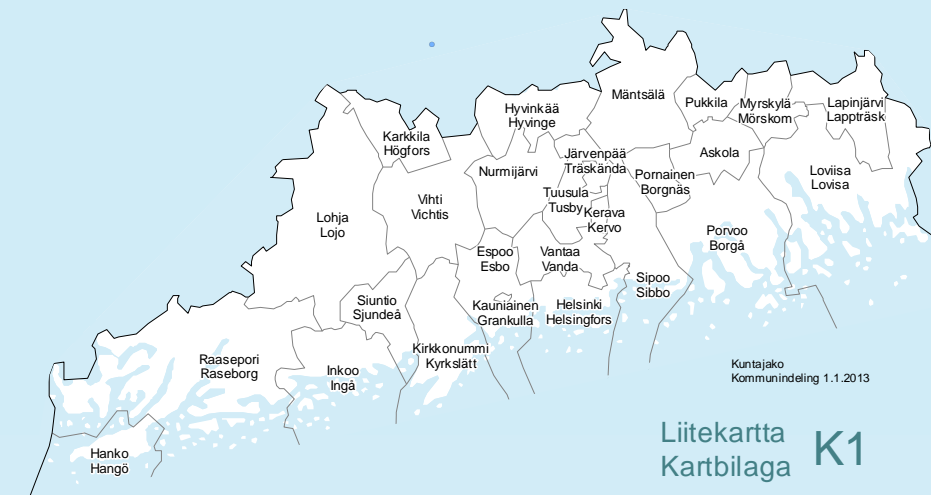 Mäntsälä
Pukkila
Myrskylä
Mörskom
Lapinjärvi
Lappträsk
Hyvinkää
Hyvinge
Karkkila
Högfors
Järvenpää
Träskända
Askola
Nurmijärvi
Pornainen
Borgnäs
Loviisa
Lovisa
Vihti
Vichtis
Tuusula
Tusby
Kerava
Kervo
Lohja
Lojo
Porvoo
Borgå
Espoo
Esbo
Vantaa
Vanda
Sipoo
Sibbo
Siuntio
Sjundeå
Kauniainen
Grankulla
Helsinki
Helsingfors
Kirkkonummi
Kyrkslätt
Raasepori
Raseborg
Inkoo
Ingå
Kuntajako
Kommunindeling 1.1.2013
Hanko
Hangö
Liitekartta
Kartbilaga
K1